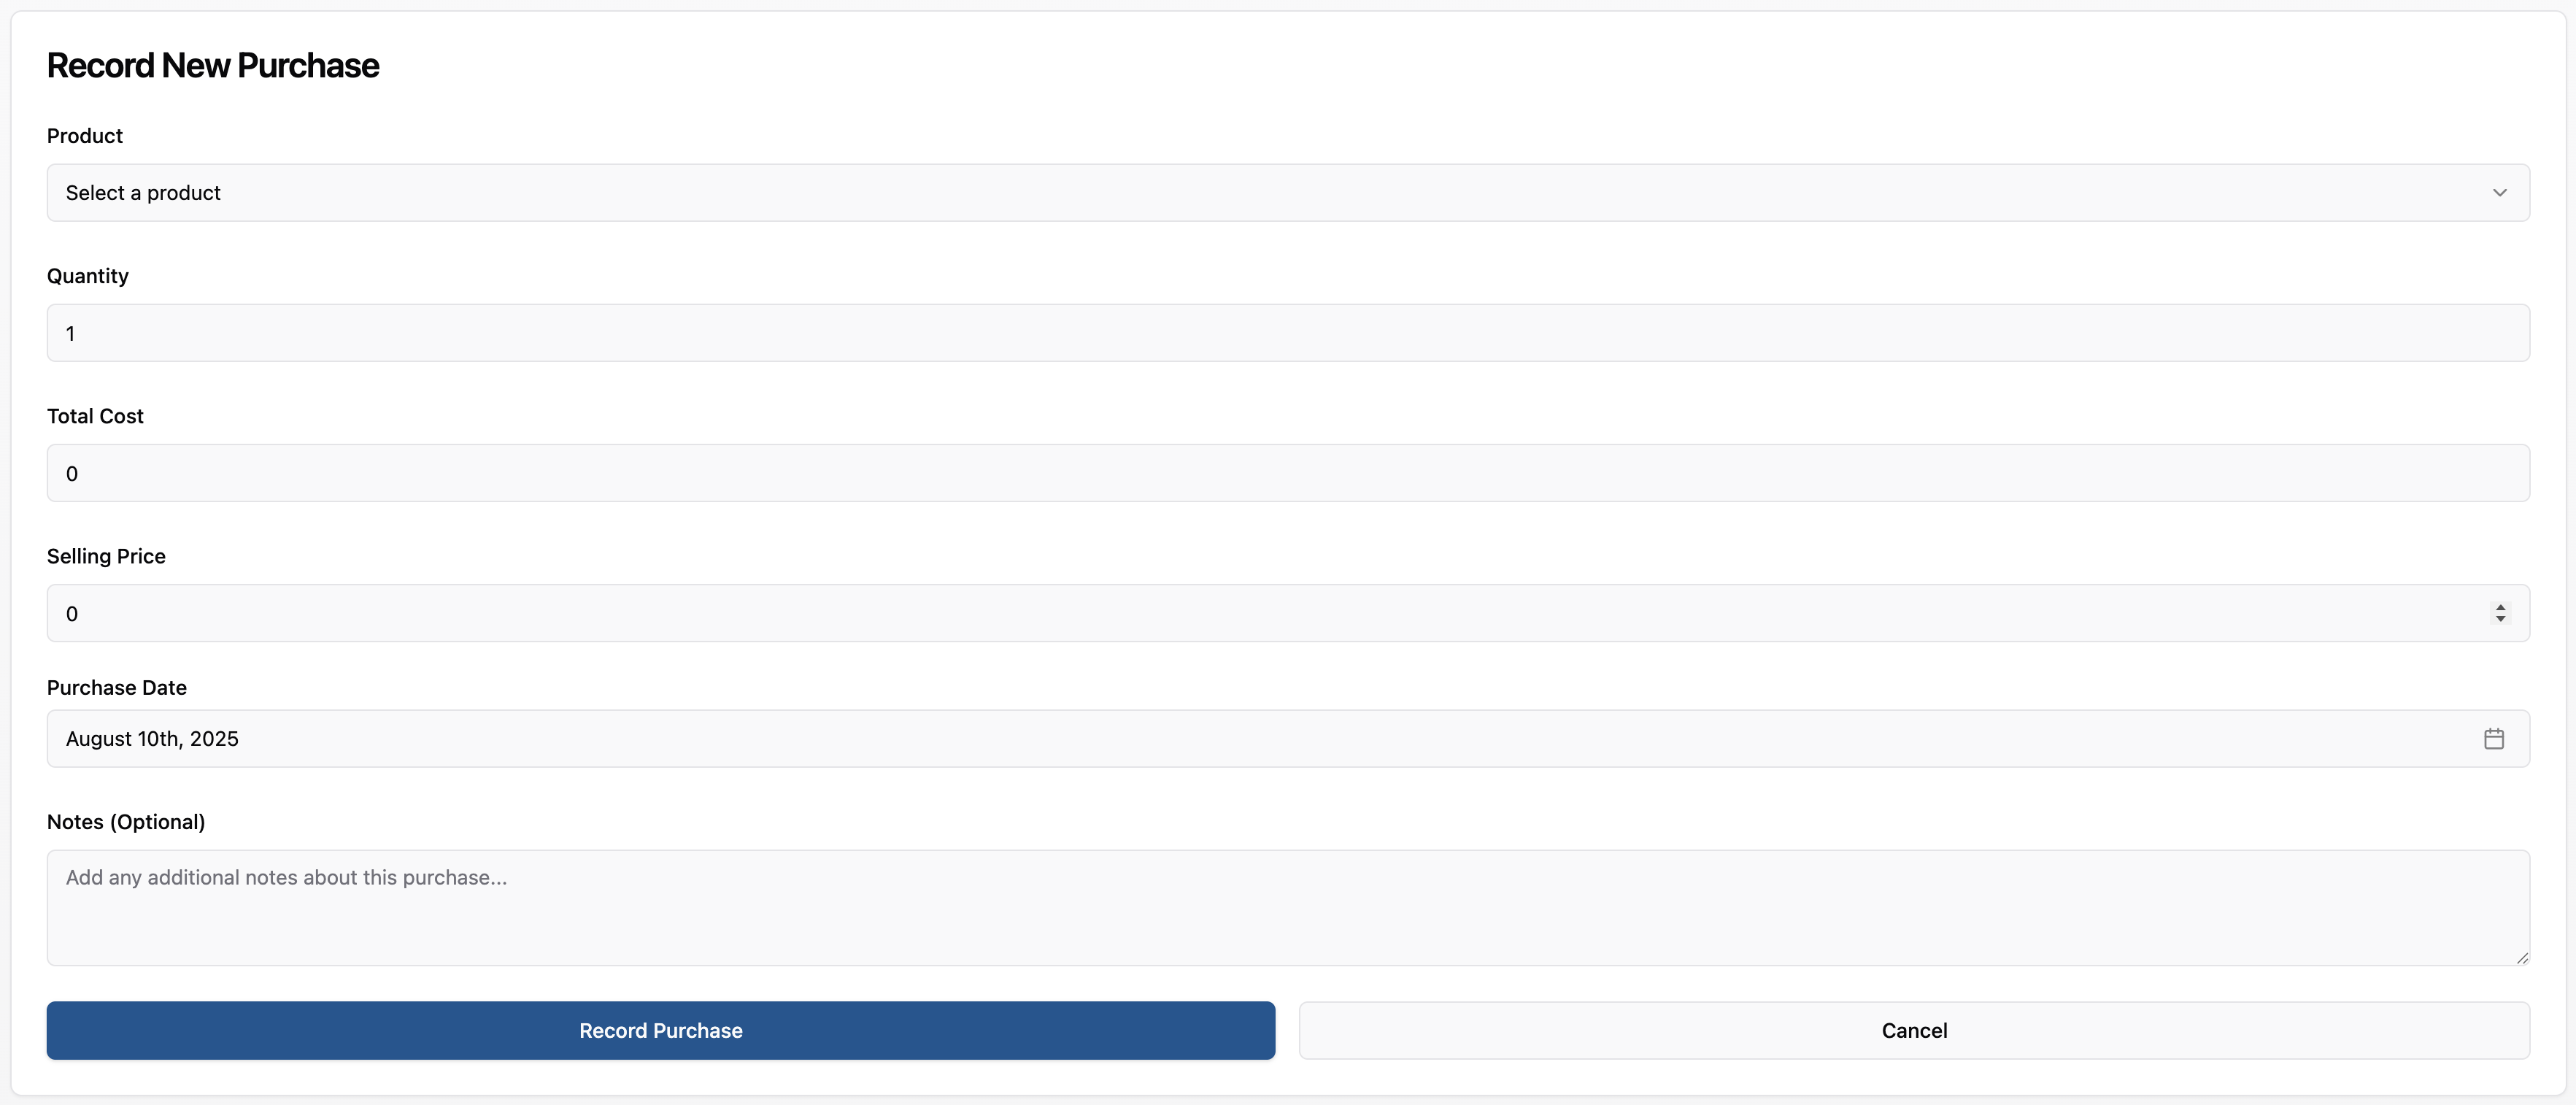 Record New Purchase
Product
Select a product
Quantity
1
Total Cost
0
Selling Price
0
Purchase Date
August 10th, 2025
Notes (Optional)
Add any additional notes about this purchase...
Record Purchase
Cancel